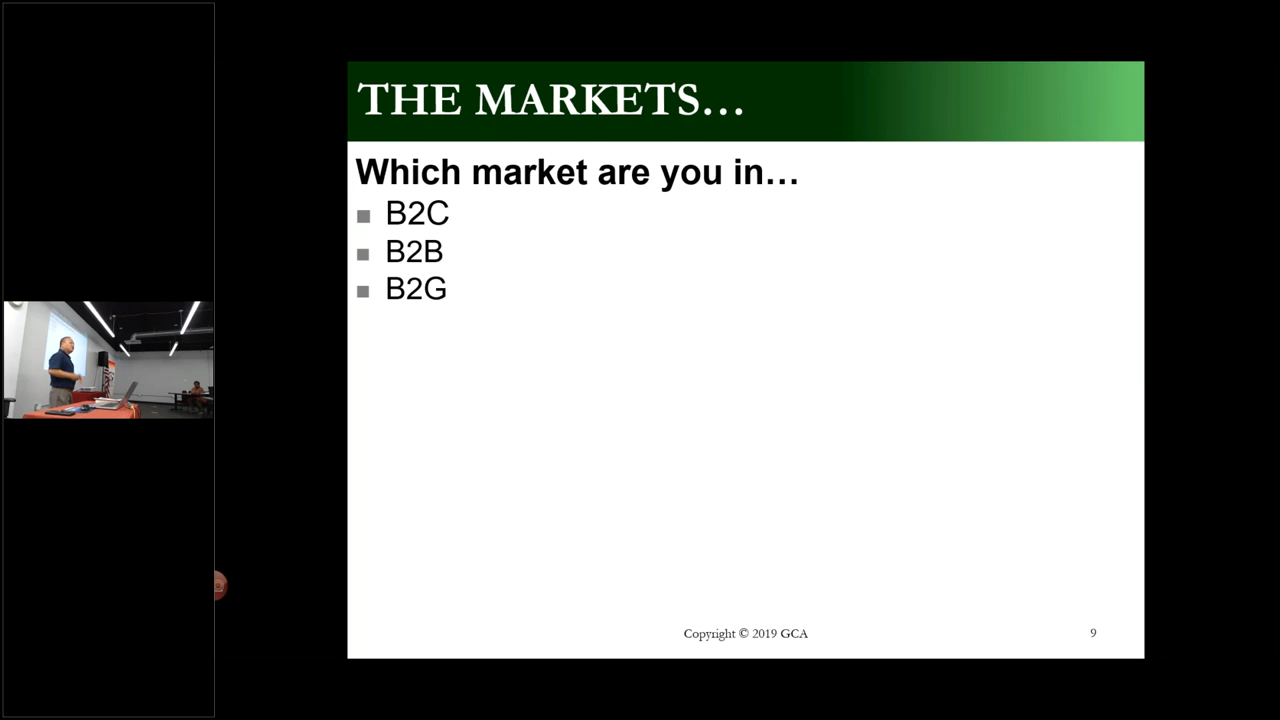 THE MARKETS…
Which market are you in…
B2C
B2B
B2G
Copyright © 2019 GCA
9